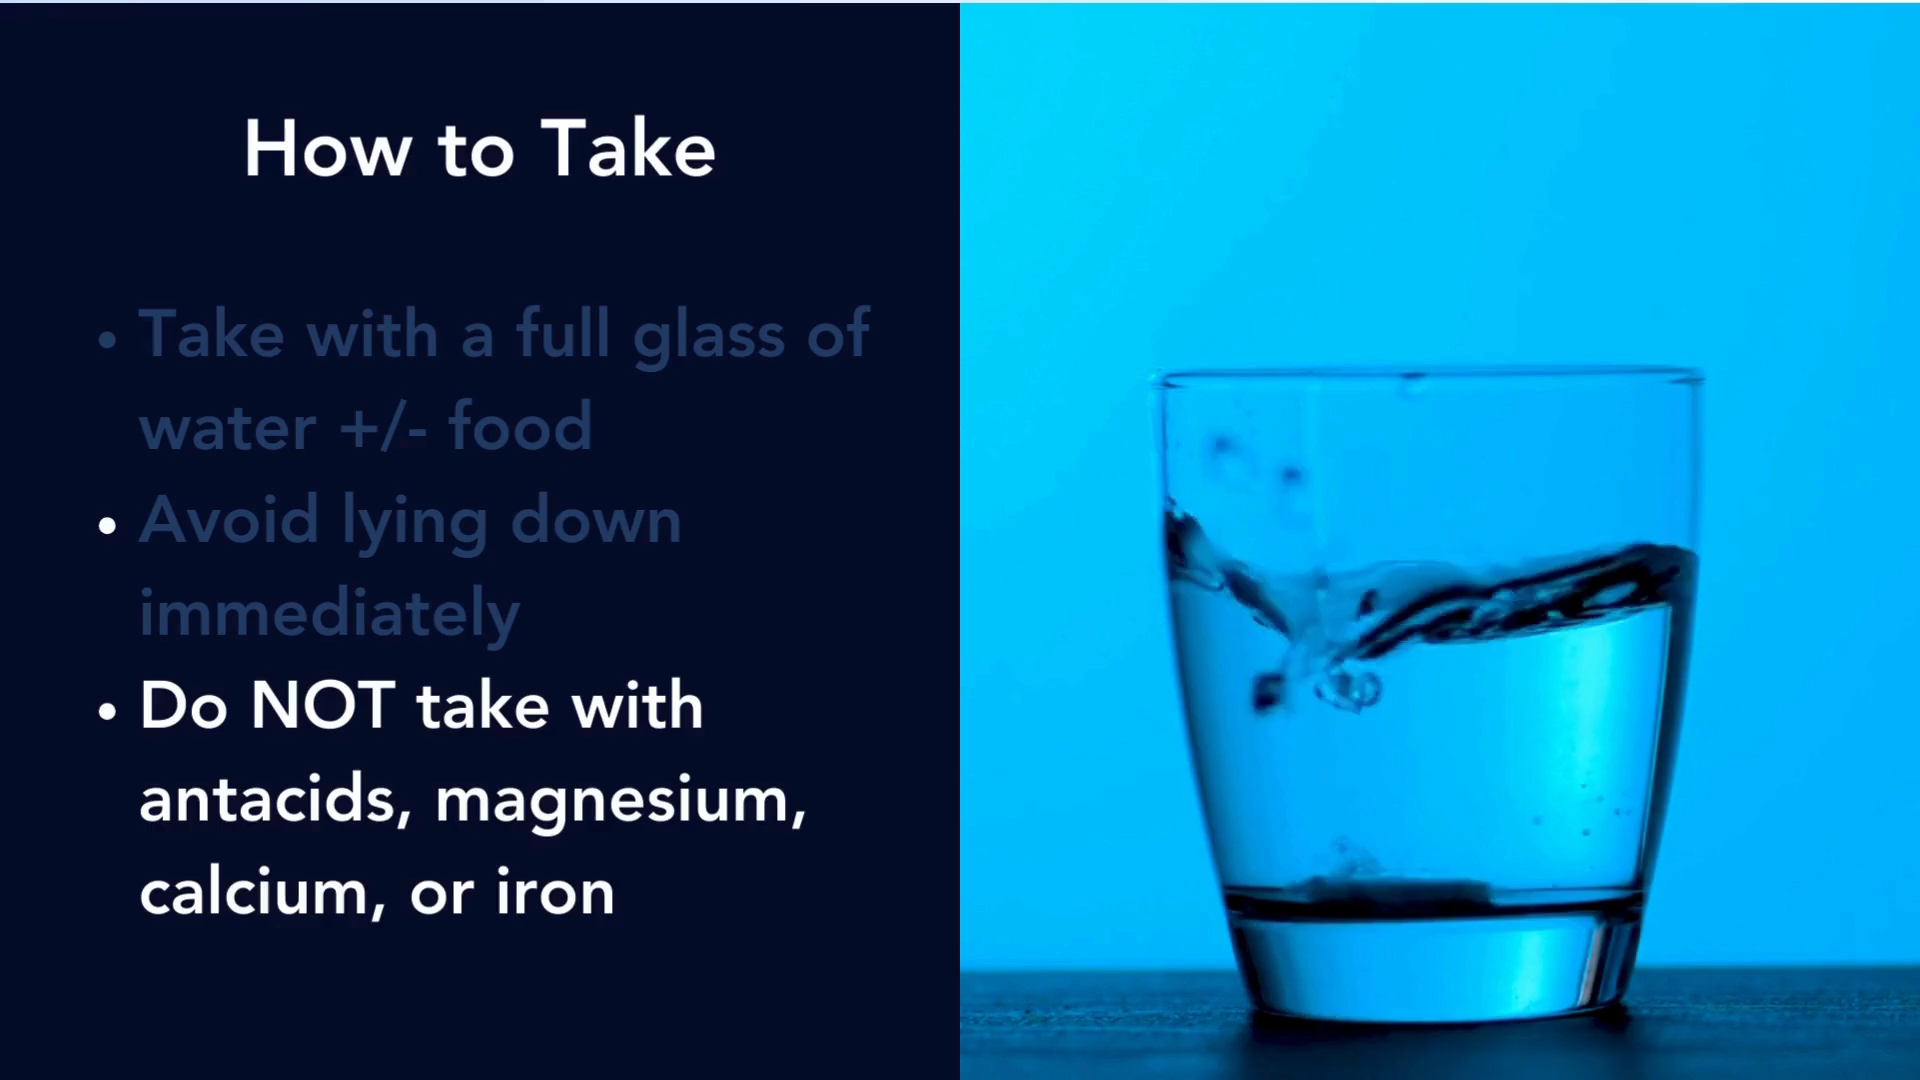 How to Take
• Take with a full glass of
water +/- food
• Avoid lying down
immediately
• Do NOT take with
antacids, magnesium,
calcium, or iron